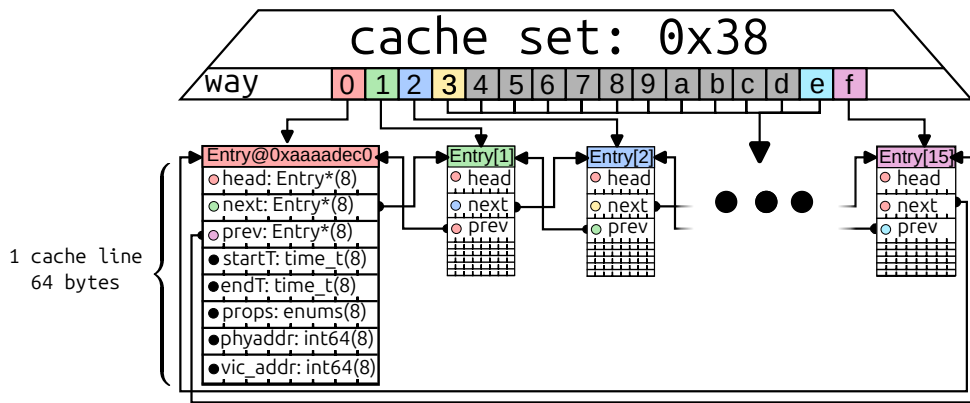 cache set: 0x38
way 0 1 2 3 4 5 6 7 8 9 a b c d e f
Entry@0xaaaadec0
head: Entry*(8)
next: Entry*(8)
prev: Entry*(8)
startT: time_t(8)
endT: time_t(8)
props: enums(8)
phyaddr: int64(8)
vic_addr: int64(8)
1 cache line
64 bytes
Entry[1]
head
next
prev
Entry[2]
head
next
prev
Entry[15]
head
next
prev